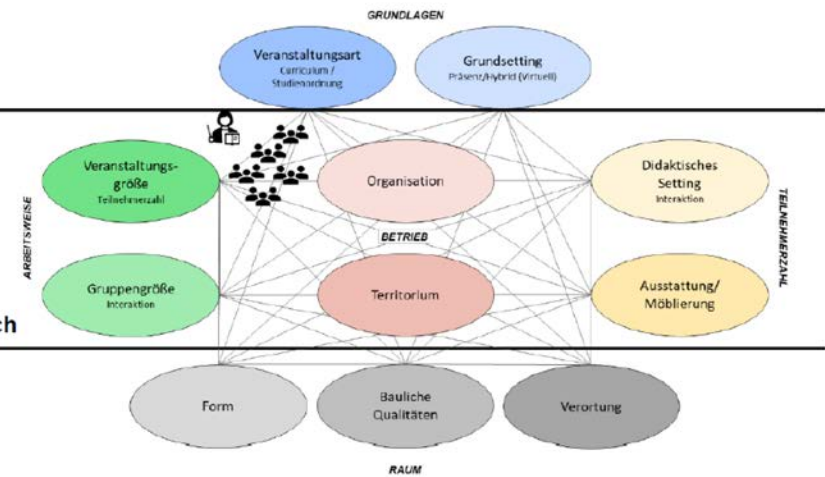 GRUNDLAGEN
Veranstaltungsart
Curriculum /
Studienordnung
Grundsetting
Präsenz/Hybrid (Virtuell)
Veranstaltungs-
größe
Teilnehmerzahl
Organisation
Didaktisches
Setting
Interaktion
ARBEITSWEISE
BETRIEB
TEILNEHMERZAHL
Gruppengröße
Interaktion
Territorium
Ausstattung/
Möblierung
ch
Form
Bauliche
Qualitäten
Verortung
RAUM